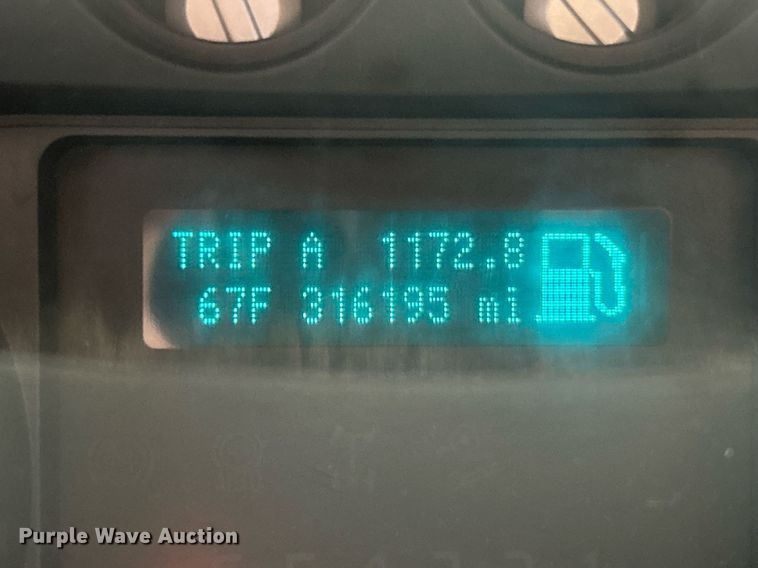 TRIP A 1172.8
67F 316195 mi
Purple Wave Auction